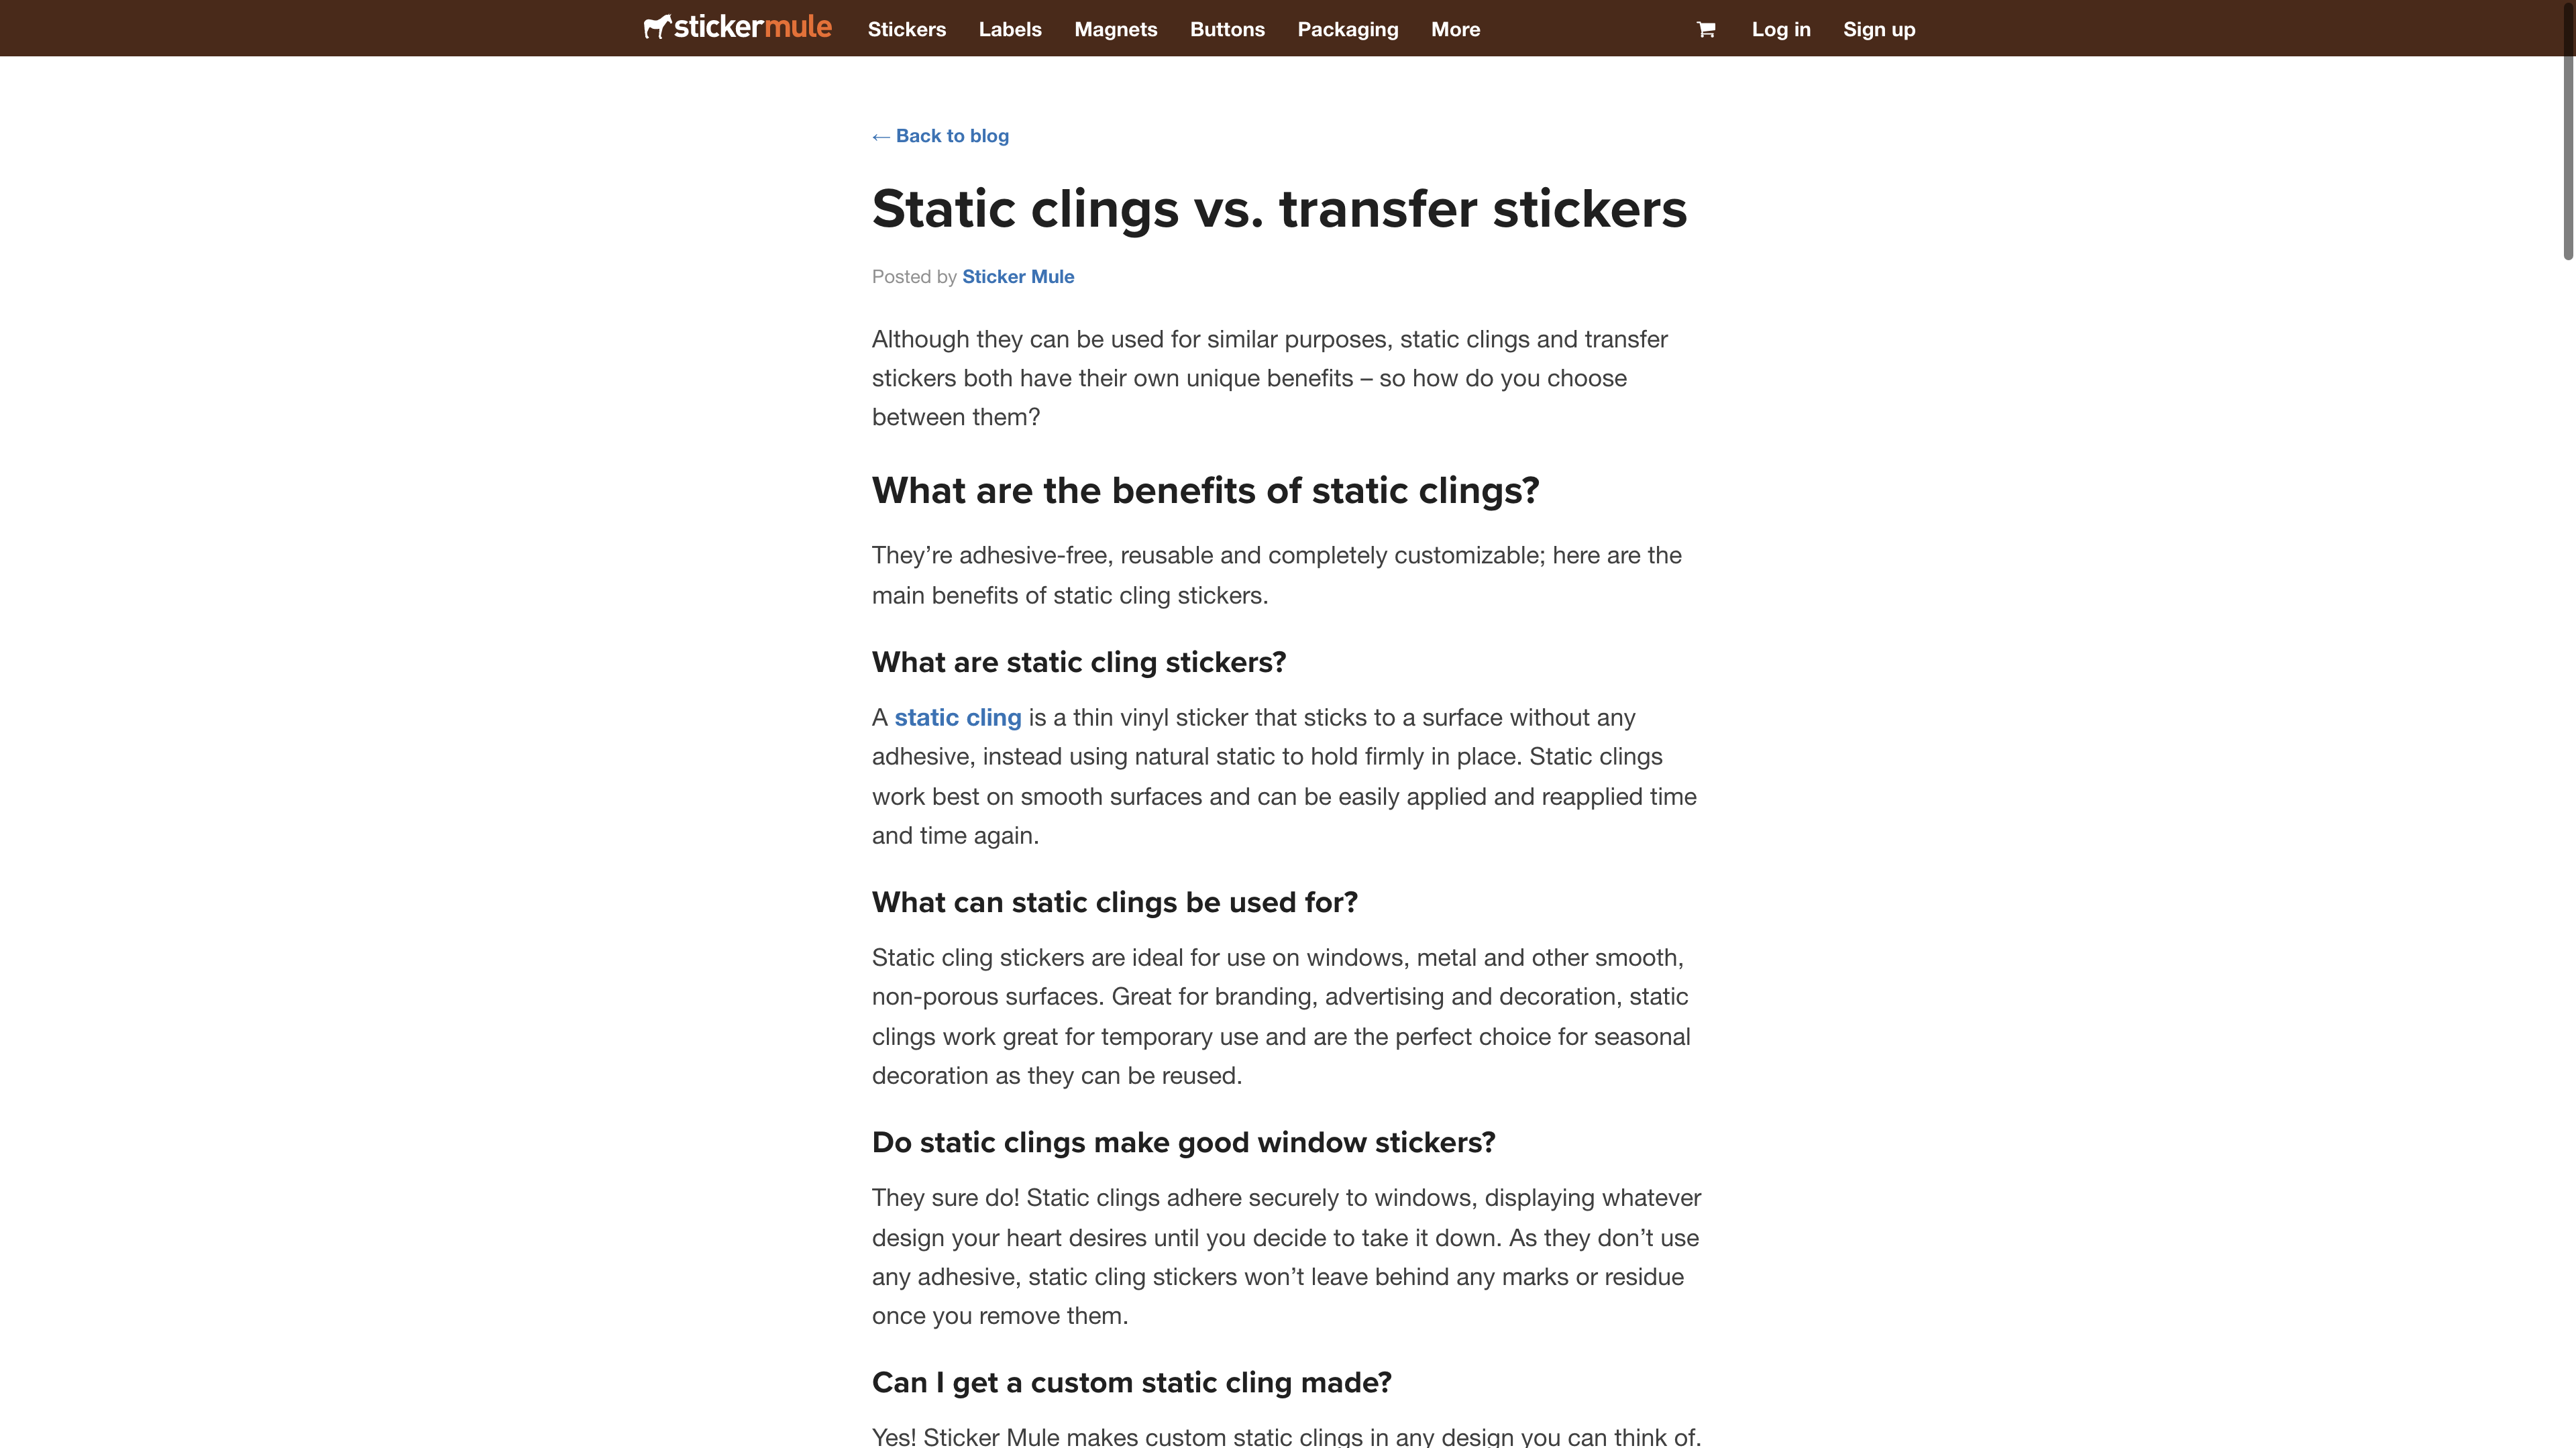 stickermule Stickers Labels Magnets Buttons Packaging More Log in Sign up
← Back to blog
Static clings vs. transfer stickers
Posted by Sticker Mule
Although they can be used for similar purposes, static clings and transfer
stickers both have their own unique benefits – so how do you choose
between them?
What are the benefits of static clings?
They’re adhesive-free, reusable and completely customizable; here are the
main benefits of static cling stickers.
What are static cling stickers?
A static cling is a thin vinyl sticker that sticks to a surface without any
adhesive, instead using natural static to hold firmly in place. Static clings
work best on smooth surfaces and can be easily applied and reapplied time
and time again.
What can static clings be used for?
Static cling stickers are ideal for use on windows, metal and other smooth,
non-porous surfaces. Great for branding, advertising and decoration, static
clings work great for temporary use and are the perfect choice for seasonal
decoration as they can be reused.
Do static clings make good window stickers?
They sure do! Static clings adhere securely to windows, displaying whatever
design your heart desires until you decide to take it down. As they don’t use
any adhesive, static cling stickers won’t leave behind any marks or residue
once you remove them.
Can I get a custom static cling made?
Yes! Sticker Mule makes custom static clings in any design you can think of.